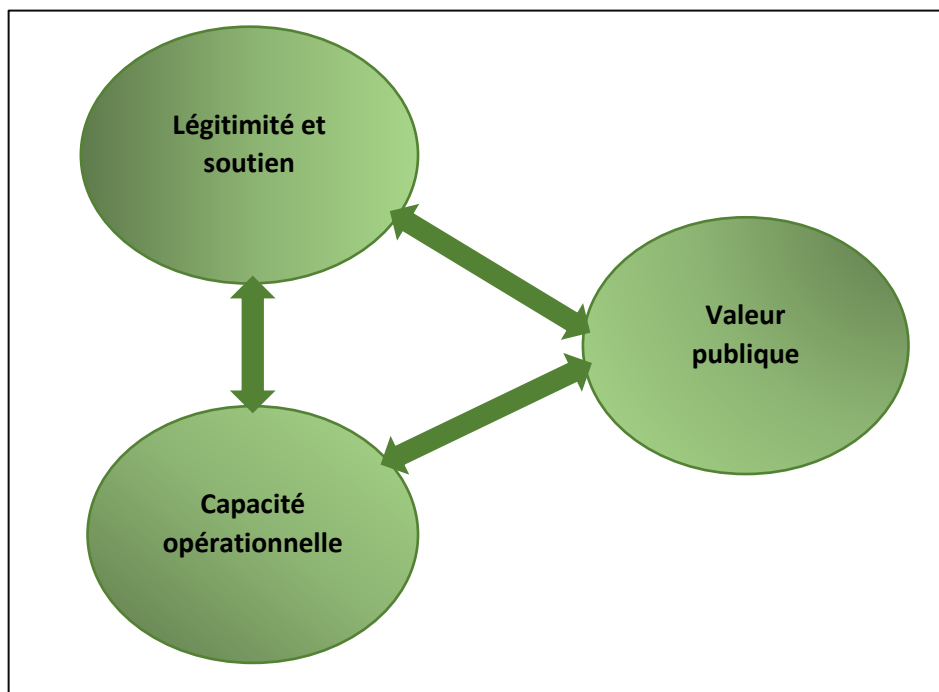 Légitimité et
soutien
Valeur
publique
Capacité
opérationnelle